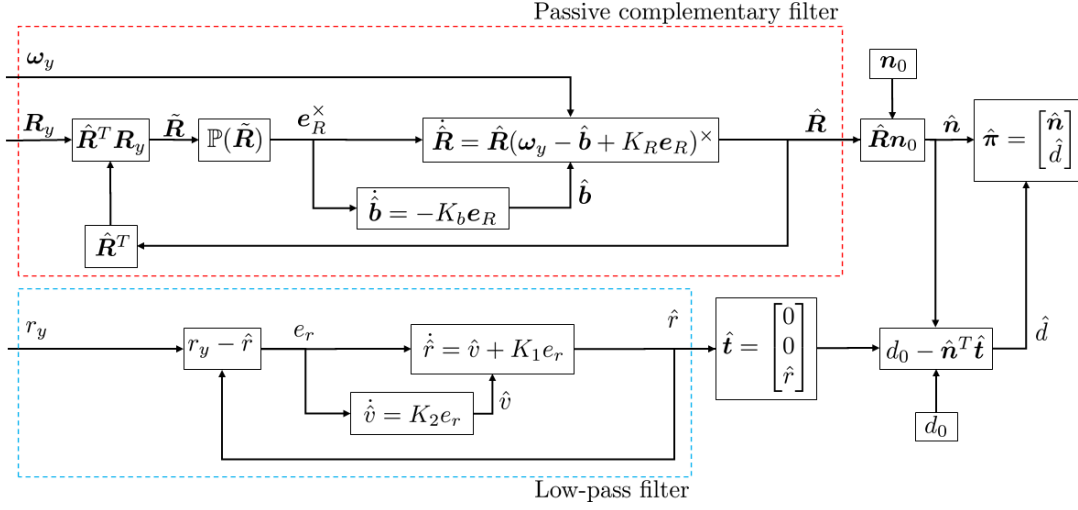 Passive complementary filter
ω_y
n_0
R_y
R̂^T R_y
R̃
ℙ(R̃)
e_R^×
R̂̇ = R̂(ω_y − b̂ + K_R e_R)^×
R̂
R̂n_0
n̂
π̂ = [n̂
d̂]
b̂̇ = −K_b e_R
b̂
R̂^T
r_y
r_y − r̂
e_r
r̂̇ = v̂ + K_1 e_r
r̂
t̂ = [0
0
r̂]
d_0 − n̂^T t̂
d̂
v̂̇ = K_2 e_r
v̂
d_0
Low-pass filter